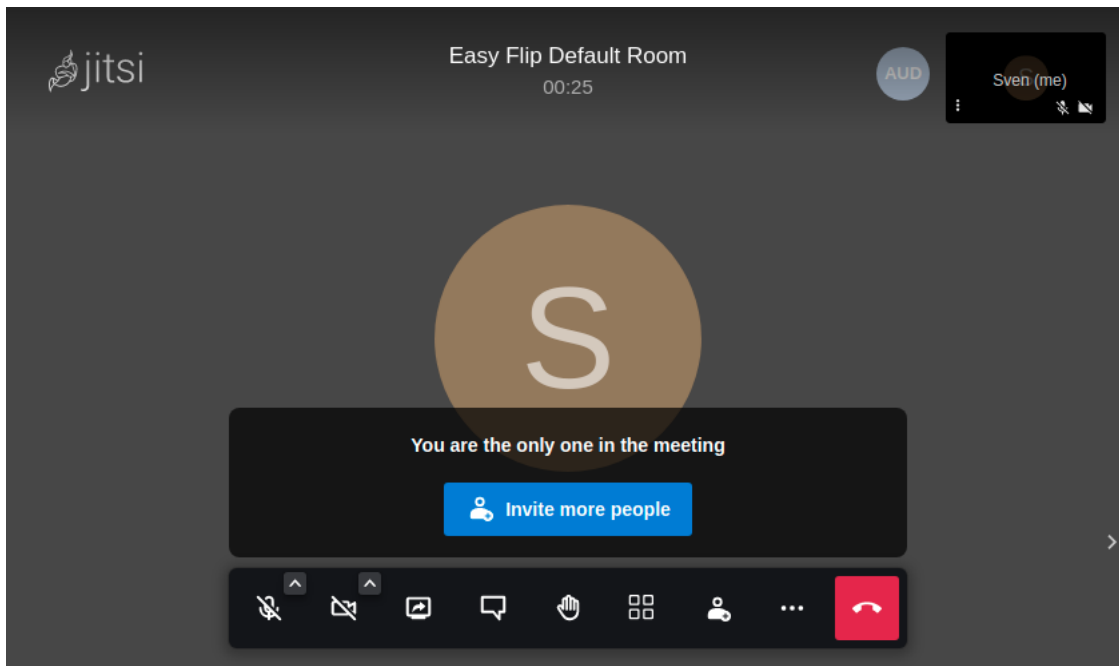 jitsi
Easy Flip Default Room
00:25
AUD
S
Sven (me)
S
You are the only one in the meeting
Invite more people